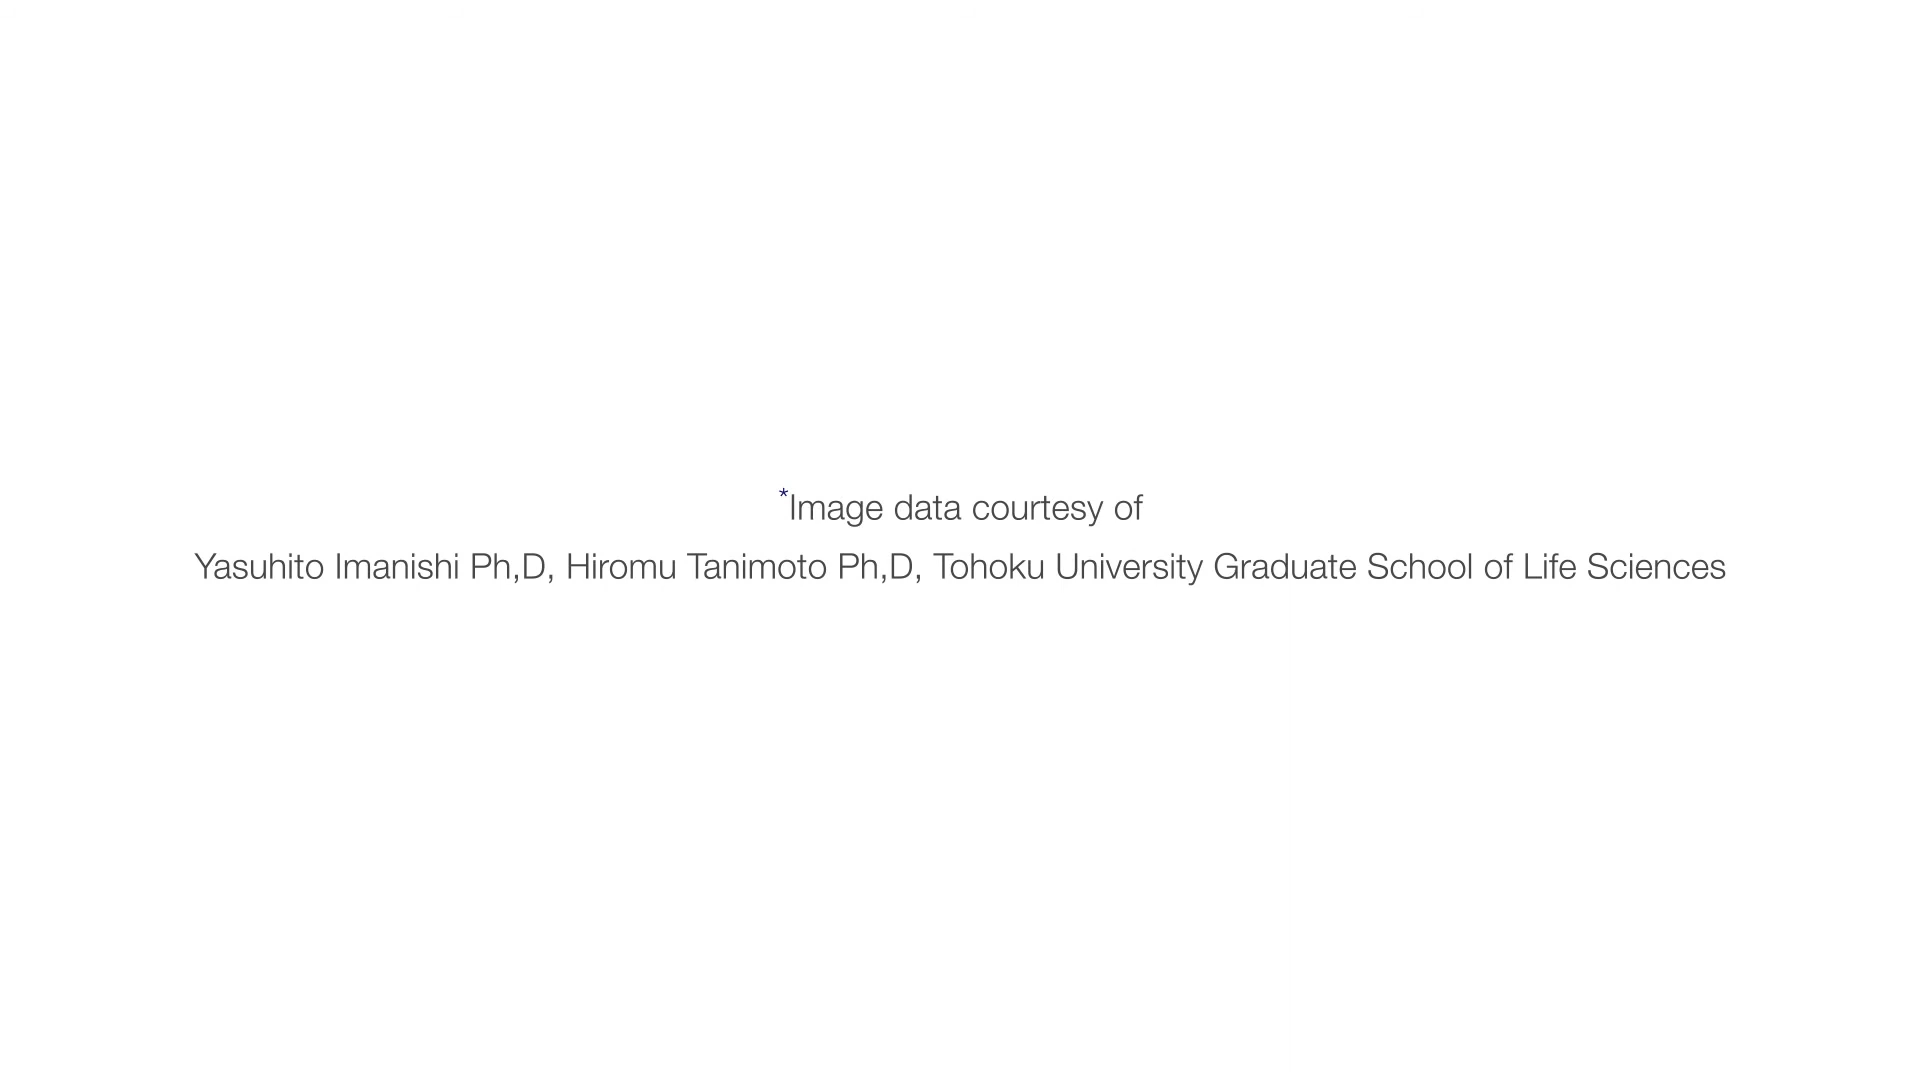 *Image data courtesy of
Yasuhito Imanishi Ph,D, Hiromu Tanimoto Ph,D, Tohoku University Graduate School of Life Sciences